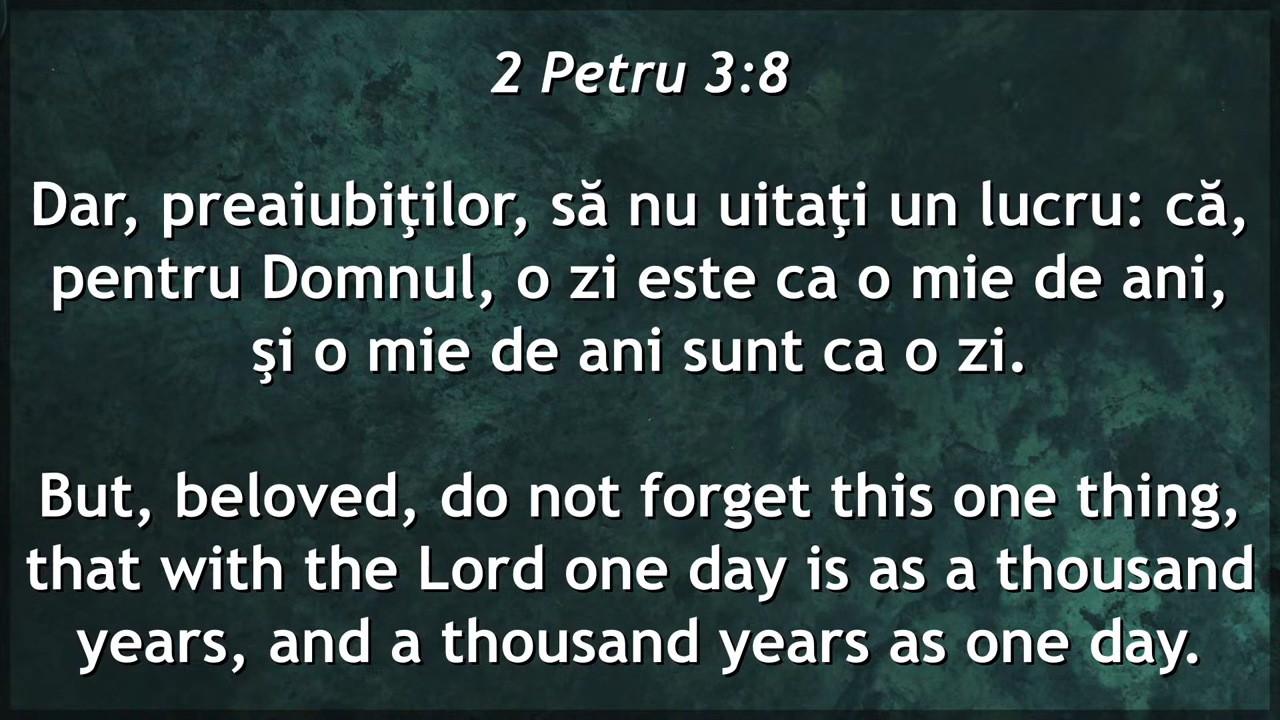 2 Petru 3:8
Dar, preaiubiţilor, să nu uitaţi un lucru: că,
pentru Domnul, o zi este ca o mie de ani,
şi o mie de ani sunt ca o zi.
But, beloved, do not forget this one thing,
that with the Lord one day is as a thousand
years, and a thousand years as one day.